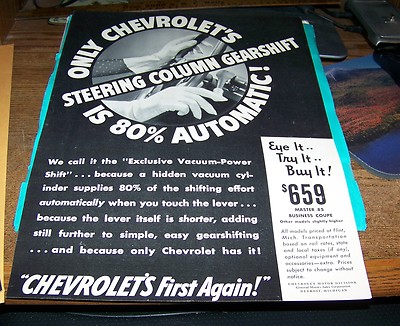 ONLY CHEVROLET'S
STEERING COLUMN GEARSHIFT
IS 80% AUTOMATIC!
We call it the "Exclusive Vacuum-Power
Shift" . . . because a hidden vacuum cyl-
inder supplies 80% of the shifting effort
automatically when you touch the lever . . .
because the lever itself is shorter, adding
still further to simple, easy gearshifting
. . . and because only Chevrolet has it!
"CHEVROLET'S First Again!"
Eye It . .
Try It . .
Buy It!
$659
MASTER 85
BUSINESS COUPE
Other models slightly higher
All models priced at Flint,
Mich. Transportation
based on rail rates, state
and local taxes (if any),
optional equipment and
accessories—extra. Prices
subject to change without
notice.
CHEVROLET MOTOR DIVISION
General Motors Sales Corporation
DETROIT, MICHIGAN